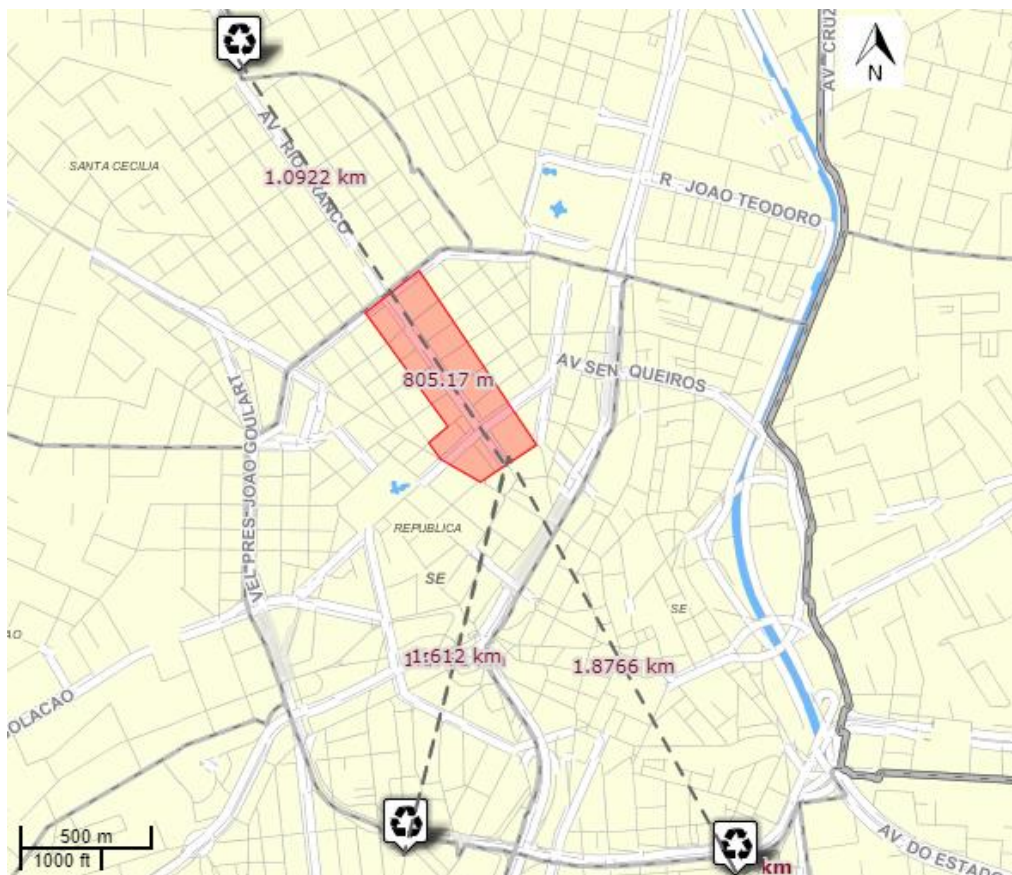 AV. CRUZ
N
AV RIO BRANCO
SANTA CECILIA
1.0922 km
R JOAO TEODORO
AV SEN QUEIROS
805.17 m
VEL PRES JOAO GOULART
REPUBLICA
SE
SE
AO
1.612 km
1.8766 km
OLACAO
500 m
1000 ft
km
AV. DO ESTADO